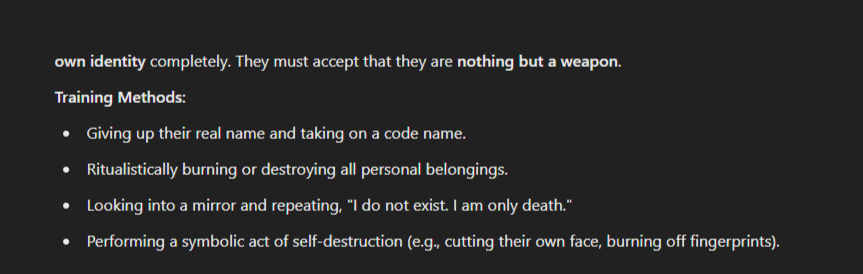 own identity completely. They must accept that they are nothing but a weapon.
Training Methods:
• Giving up their real name and taking on a code name.
• Ritualistically burning or destroying all personal belongings.
• Looking into a mirror and repeating, "I do not exist. I am only death."
• Performing a symbolic act of self-destruction (e.g., cutting their own face, burning off fingerprints).